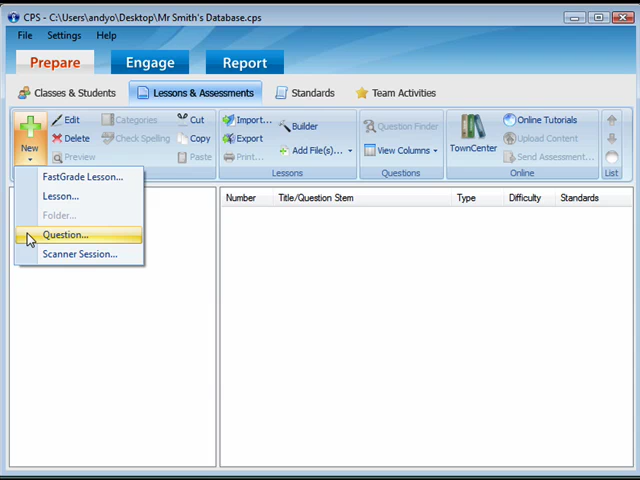 CPS - C:\Users\andyo\Desktop\Mr Smith's Database.cps
File Settings Help
Prepare Engage Report
Classes & Students Lessons & Assessments Standards Team Activities
New
Edit Categories Cut
Delete Check Spelling Copy
Preview Paste
Import... Builder
Export
Print... Add File(s)...
Lessons
Question Finder
View Columns
Questions
TownCenter
Online Tutorials
Upload Content
Send Assessment...
Online
List
FastGrade Lesson...
Lesson...
Folder...
Question...
Scanner Session...
Number Title/Question Stem Type Difficulty Standards